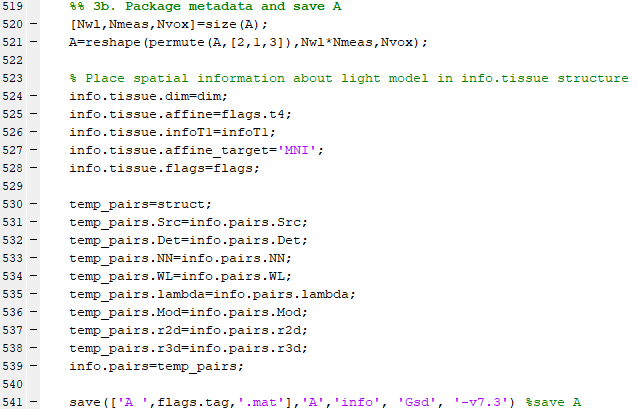 519 %% 3b. Package metadata and save A
520 - [Nwl,Nmeas,Nvox]=size(A);
521 - A=reshape(permute(A,[2,1,3]),Nwl*Nmeas,Nvox);
522
523 % Place spatial information about light model in info.tissue structure
524 - info.tissue.dim=dim;
525 - info.tissue.affine=flags.t4;
526 - info.tissue.infoT1=infoT1;
527 - info.tissue.affine_target='MNI';
528 - info.tissue.flags=flags;
529
530 - temp_pairs=struct;
531 - temp_pairs.Src=info.pairs.Src;
532 - temp_pairs.Det=info.pairs.Det;
533 - temp_pairs.NN=info.pairs.NN;
534 - temp_pairs.WL=info.pairs.WL;
535 - temp_pairs.lambda=info.pairs.lambda;
536 - temp_pairs.Mod=info.pairs.Mod;
537 - temp_pairs.r2d=info.pairs.r2d;
538 - temp_pairs.r3d=info.pairs.r3d;
539 - info.pairs=temp_pairs;
540
541 - save(['A_',flags.tag,'.mat'],'A','info', 'Gsd', '-v7.3') %save A